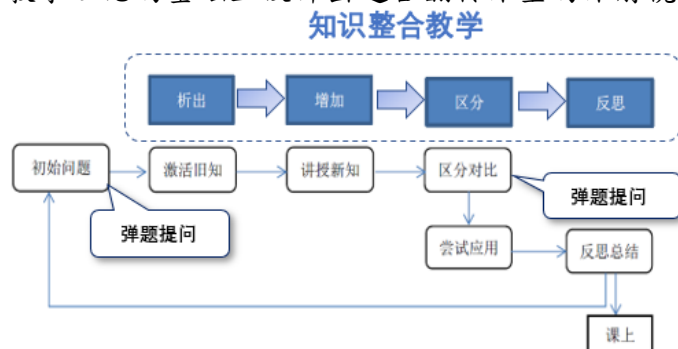 知识整合教学
析出 增加 区分 反思
初始问题 激活旧知 讲授新知 区分对比
弹题提问 弹题提问
尝试应用 反思总结
课上